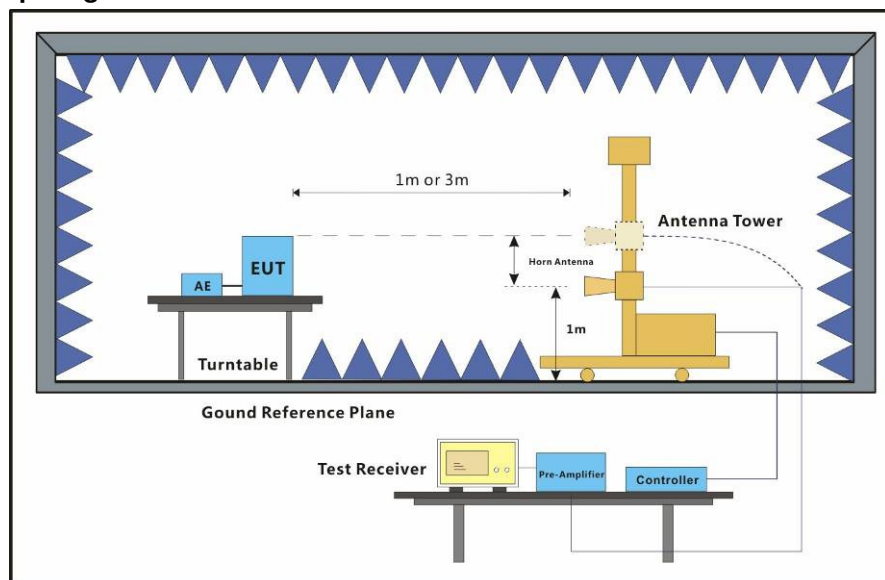 1m or 3m
Antenna Tower
EUT
Horn Antenna
AE
1m
Turntable
Gound Reference Plane
Test Receiver
Pre-Amplifier
Controller